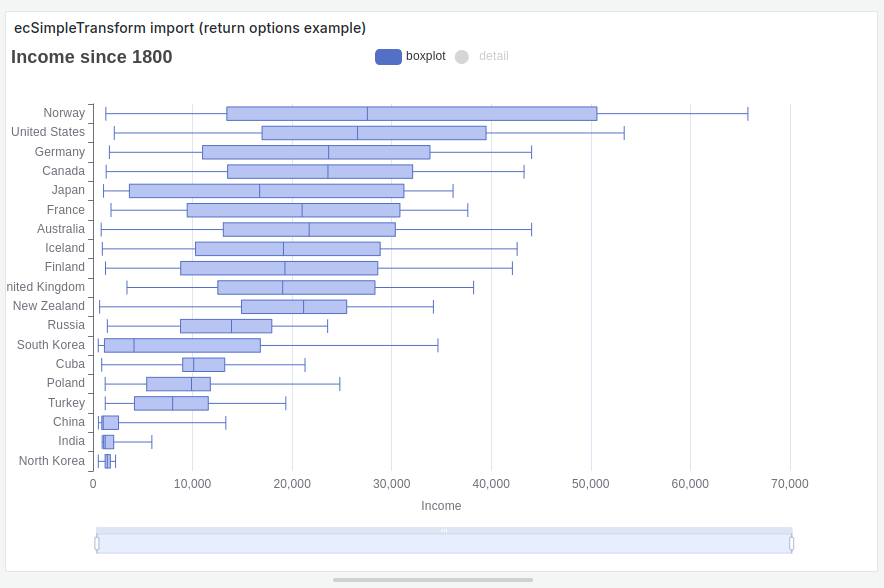 ecSimpleTransform import (return options example)
Income since 1800
boxplot
detail
Norway
United States
Germany
Canada
Japan
France
Australia
Iceland
Finland
nited Kingdom
New Zealand
Russia
South Korea
Cuba
Poland
Turkey
China
India
North Korea
0 10,000 20,000 30,000 40,000 50,000 60,000 70,000
Income